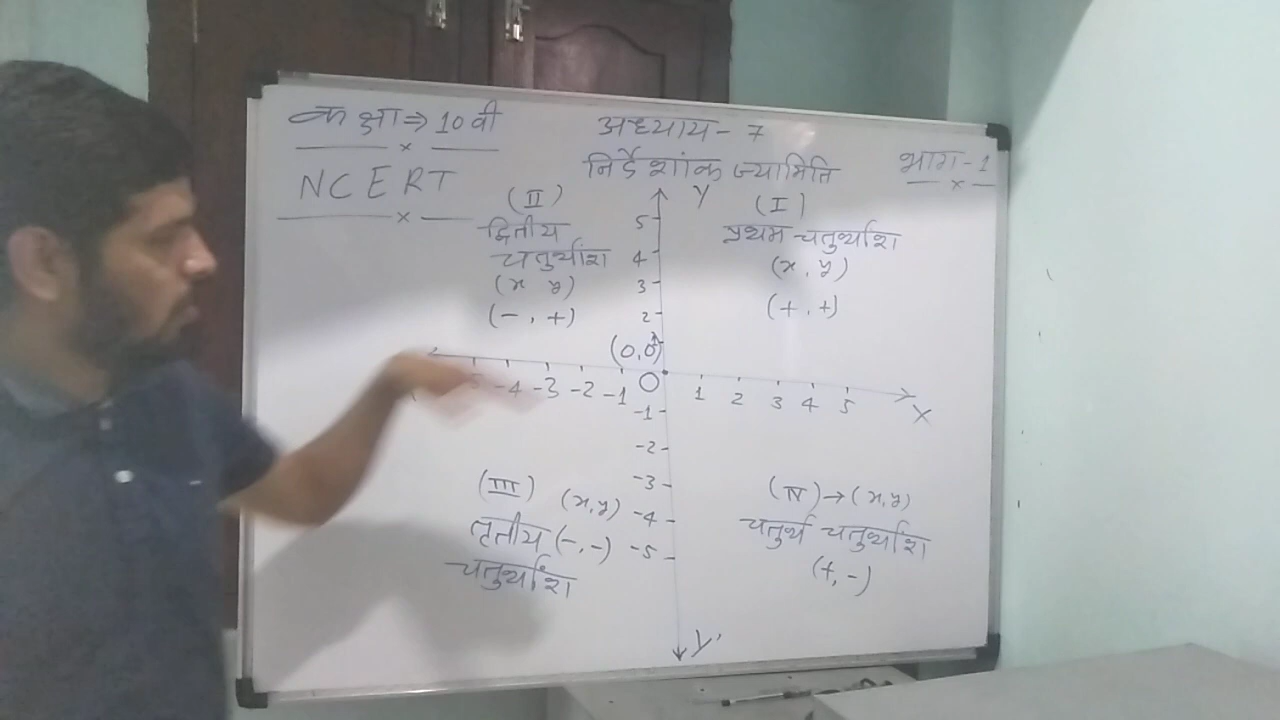 कक्षा ⇒ 10 वी
अध्याय - 7
निर्देशांक ज्यामिति
भाग - 1
NCERT
(II)
द्वितीय
चतुर्थांश
(x y)
(-, +)
Y
(I)
प्रथम चतुर्थांश
(x, y)
(+, +)
5
4
3
2
(0,0)
O
-4 -3 -2 -1
1 2 3 4 5
X
-1
-2
-3
-4
-5
Y'
(III) (x,y)
तृतीय (-,-)
चतुर्थांश
(IV) → (x,y)
चतुर्थ चतुर्थांश
(+,-)